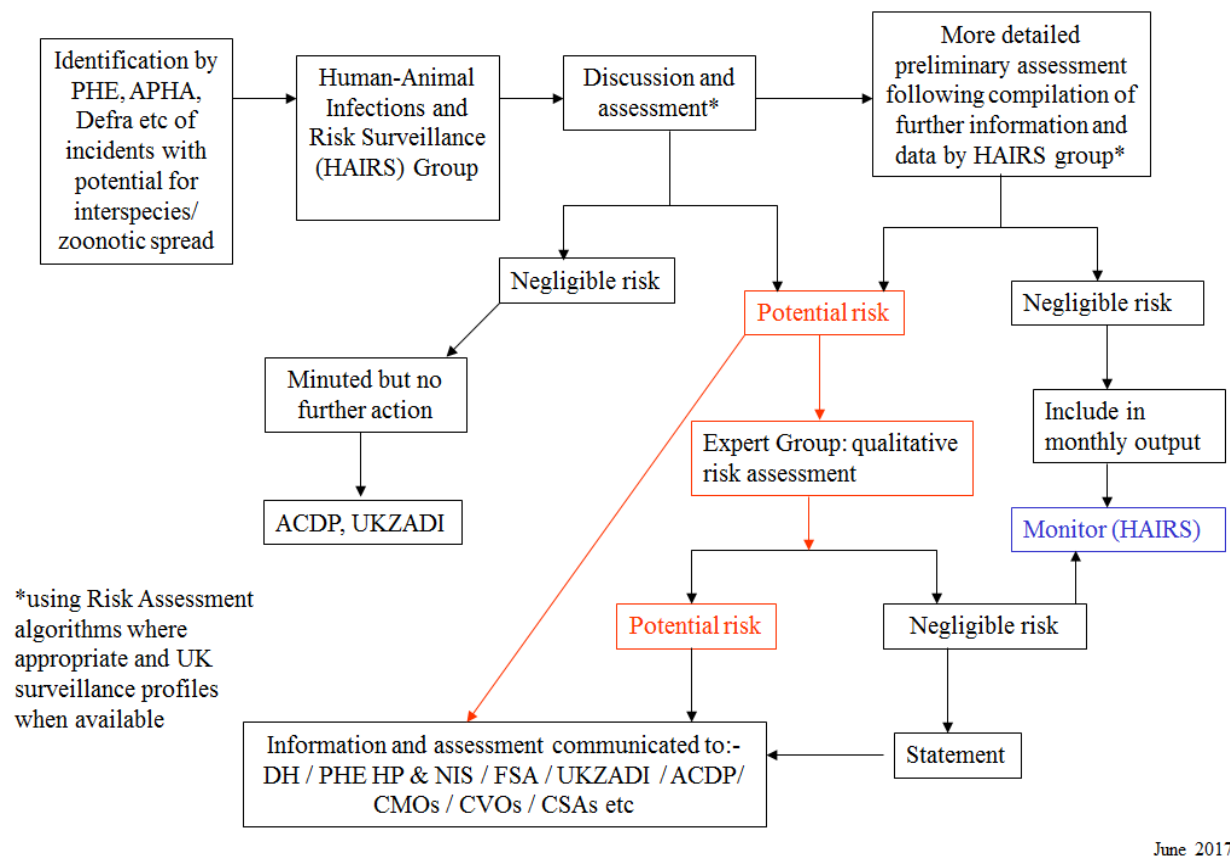 Identification by
PHE, APHA,
Defra etc of
incidents with
potential for
interspecies/
zoonotic spread
Human-Animal
Infections and
Risk Surveillance
(HAIRS) Group
Discussion and
assessment*
More detailed
preliminary assessment
following compilation of
further information and
data by HAIRS group*
Negligible risk
Potential risk
Negligible risk
Minuted but no
further action
Expert Group: qualitative
risk assessment
Include in
monthly output
ACDP, UKZADI
Monitor (HAIRS)
*using Risk Assessment
algorithms where
appropriate and UK
surveillance profiles
when available
Potential risk
Negligible risk
Information and assessment communicated to:-
DH / PHE HP & NIS / FSA / UKZADI / ACDP/
CMOs / CVOs / CSAs etc
Statement
June 2017